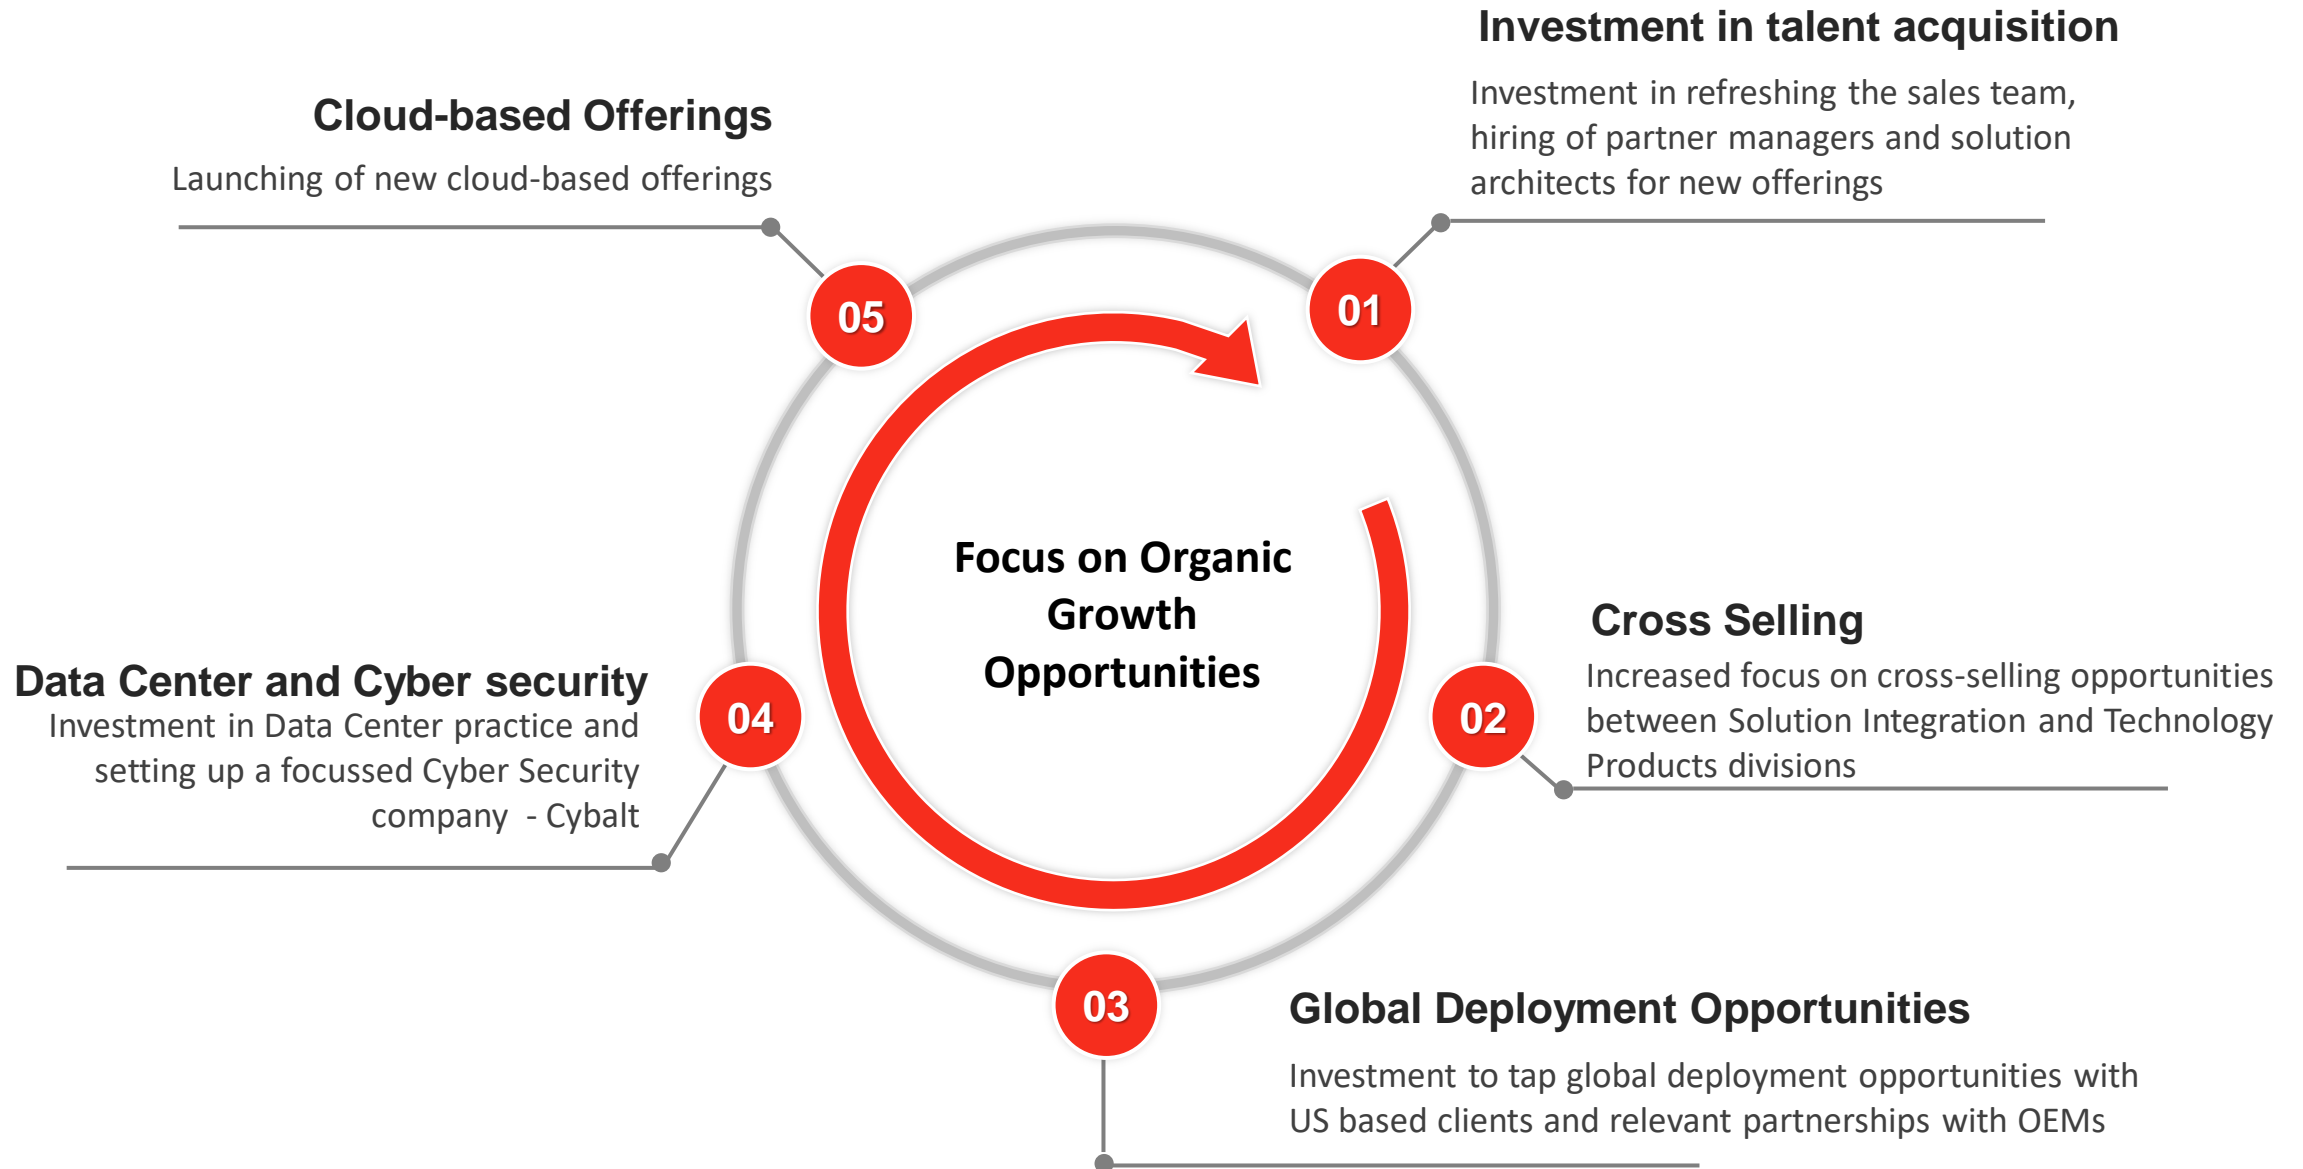 Investment in talent acquisition
Investment in refreshing the sales team,
hiring of partner managers and solution
architects for new offerings
01
Cross Selling
Increased focus on cross-selling opportunities
between Solution Integration and Technology
Products divisions
02
Global Deployment Opportunities
Investment to tap global deployment opportunities with
US based clients and relevant partnerships with OEMs
03
Data Center and Cyber security
Investment in Data Center practice and
setting up a focussed Cyber Security
company - Cybalt
04
Cloud-based Offerings
Launching of new cloud-based offerings
05
Focus on Organic
Growth
Opportunities